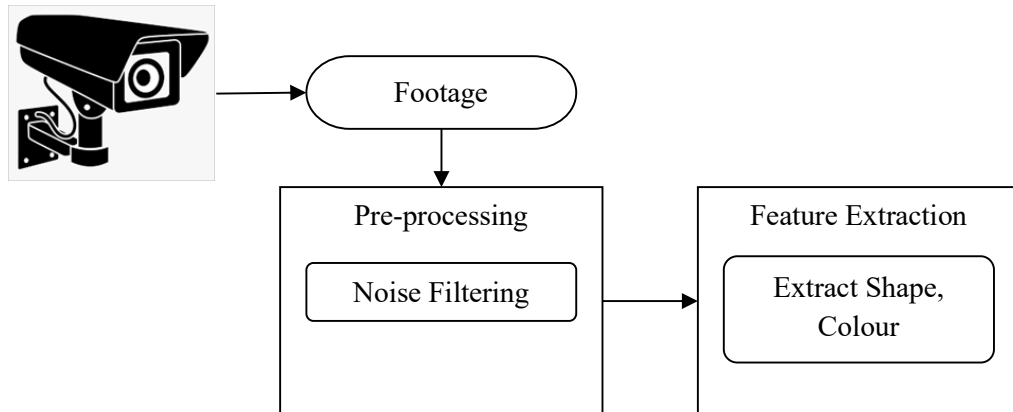 Footage
Pre-processing
Noise Filtering
Feature Extraction
Extract Shape,
Colour